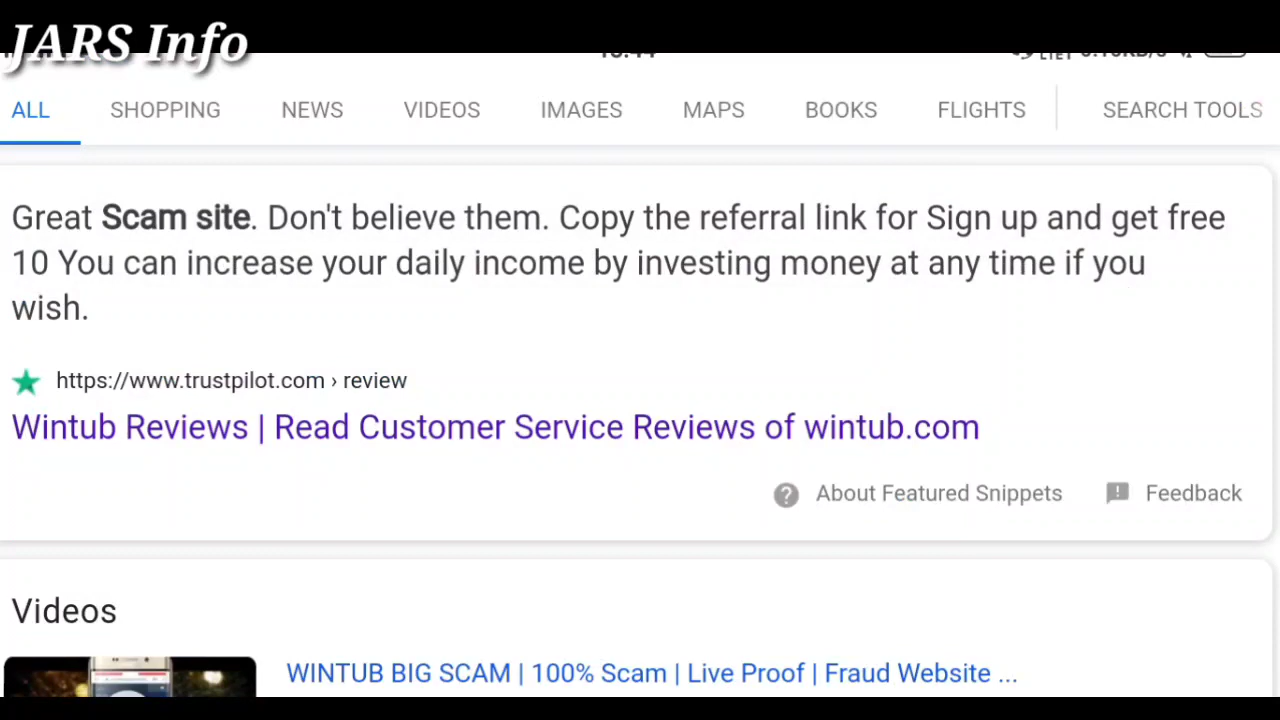 JARS Info
ALL SHOPPING NEWS VIDEOS IMAGES MAPS BOOKS FLIGHTS SEARCH TOOLS
Great Scam site. Don't believe them. Copy the referral link for Sign up and get free
10 You can increase your daily income by investing money at any time if you
wish.
https://www.trustpilot.com › review
Wintub Reviews | Read Customer Service Reviews of wintub.com
About Featured Snippets Feedback
Videos
WINTUB BIG SCAM | 100% Scam | Live Proof | Fraud Website ...